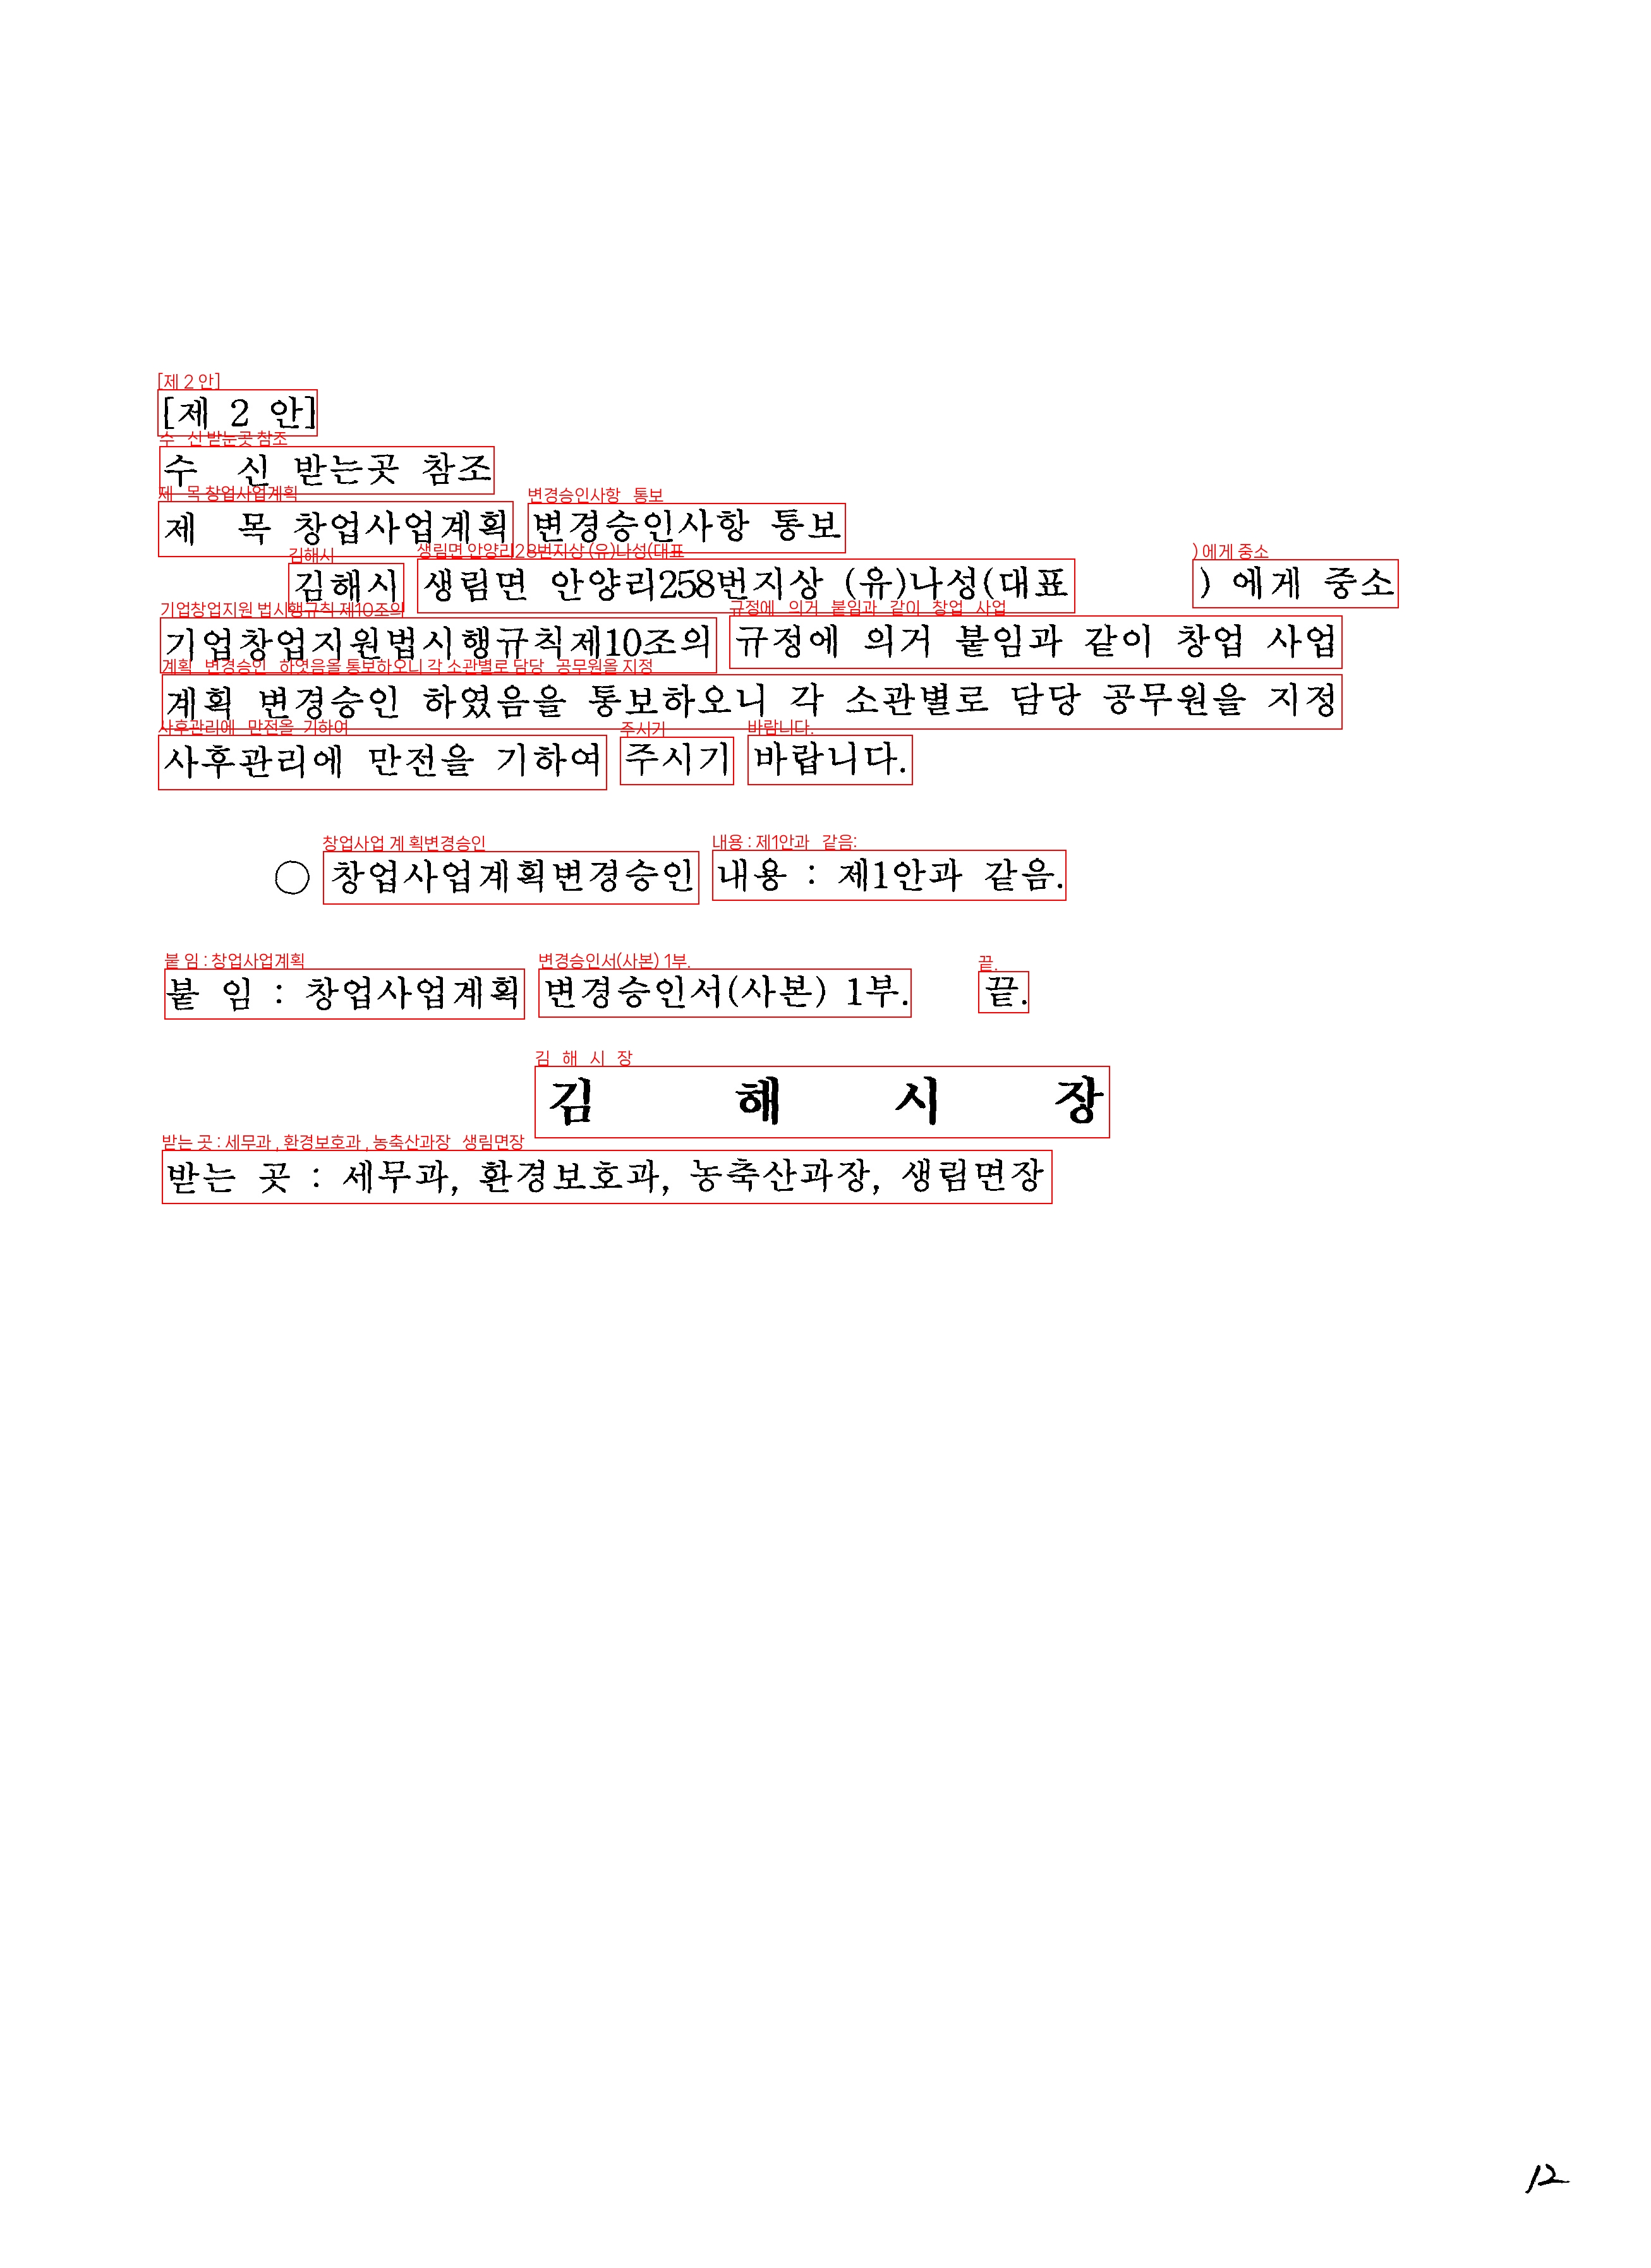 [제 2 안]
수 신 받는곳 참조
제 목 창업사업계획 변경승인사항 통보
김해시 생림면 안양리258번지상 (유)나성(대표 ) 에게 중소
기업창업지원법시행규칙제10조의 규정에 의거 붙임과 같이 창업 사업
계획 변경승인 하였음을 통보하오니 각 소관별로 담당 공무원을 지정
사후관리에 만전을 기하여 주시기 바랍니다.
○ 창업사업계획변경승인 내용 : 제1안과 같음.
붙 임 : 창업사업계획 변경승인서(사본) 1부. 끝.
김 해 시 장
받는 곳 : 세무과, 환경보호과, 농축산과장, 생림면장
12